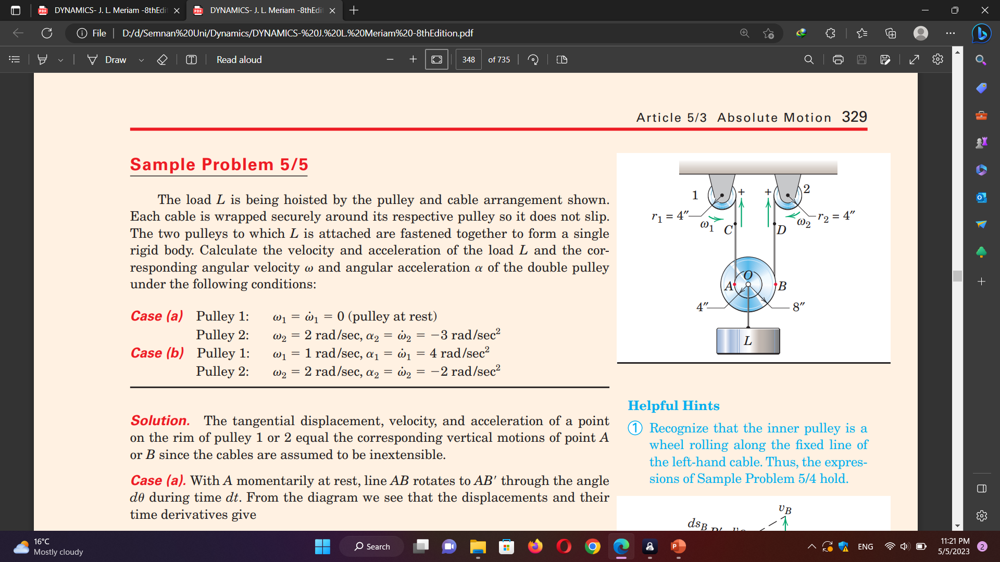 DYNAMICS- J. L. Meriam -8thEdi
DYNAMICS- J. L. Meriam -8thEdi
File
D:/d/Semnan%20Uni/Dynamics/DYNAMICS-%20J.%20L.%20Meriam%20-8thEdition.pdf
Draw
Read aloud
348
of 735
Article 5/3 Absolute Motion 329
Sample Problem 5/5
The load L is being hoisted by the pulley and cable arrangement shown.
Each cable is wrapped securely around its respective pulley so it does not slip.
The two pulleys to which L is attached are fastened together to form a single
rigid body. Calculate the velocity and acceleration of the load L and the cor-
responding angular velocity ω and angular acceleration α of the double pulley
under the following conditions:
Case (a) Pulley 1: ω₁ = ω̇₁ = 0 (pulley at rest)
Pulley 2: ω₂ = 2 rad/sec, α₂ = ω̇₂ = −3 rad/sec²
Case (b) Pulley 1: ω₁ = 1 rad/sec, α₁ = ω̇₁ = 4 rad/sec²
Pulley 2: ω₂ = 2 rad/sec, α₂ = ω̇₂ = −2 rad/sec²
Solution. The tangential displacement, velocity, and acceleration of a point
on the rim of pulley 1 or 2 equal the corresponding vertical motions of point A
or B since the cables are assumed to be inextensible.
Case (a). With A momentarily at rest, line AB rotates to AB′ through the angle
dθ during time dt. From the diagram we see that the displacements and their
time derivatives give
1 + + 2
r₁ = 4″ r₂ = 4″
ω₁ C D ω₂
O
A B
4″ 8″
L
Helpful Hints
① Recognize that the inner pulley is a
wheel rolling along the fixed line of
the left-hand cable. Thus, the expres-
sions of Sample Problem 5/4 hold.
v_B
ds_B
16°C
Mostly cloudy
Search
ENG
11:21 PM
5/5/2023
2